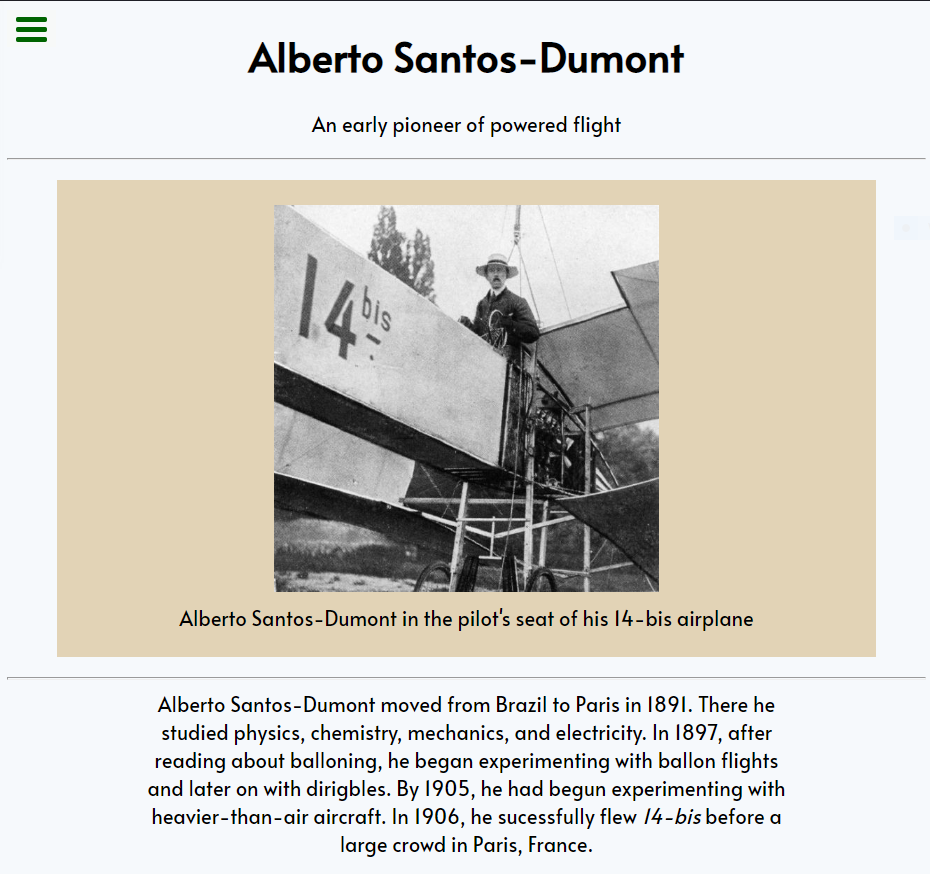 Alberto Santos-Dumont
An early pioneer of powered flight
14 bis
Alberto Santos-Dumont in the pilot's seat of his 14-bis airplane
Alberto Santos-Dumont moved from Brazil to Paris in 1891. There he
studied physics, chemistry, mechanics, and electricity. In 1897, after
reading about balloning, he began experimenting with ballon flights
and later on with dirigbles. By 1905, he had begun experimenting with
heavier-than-air aircraft. In 1906, he sucessfully flew 14-bis before a
large crowd in Paris, France.